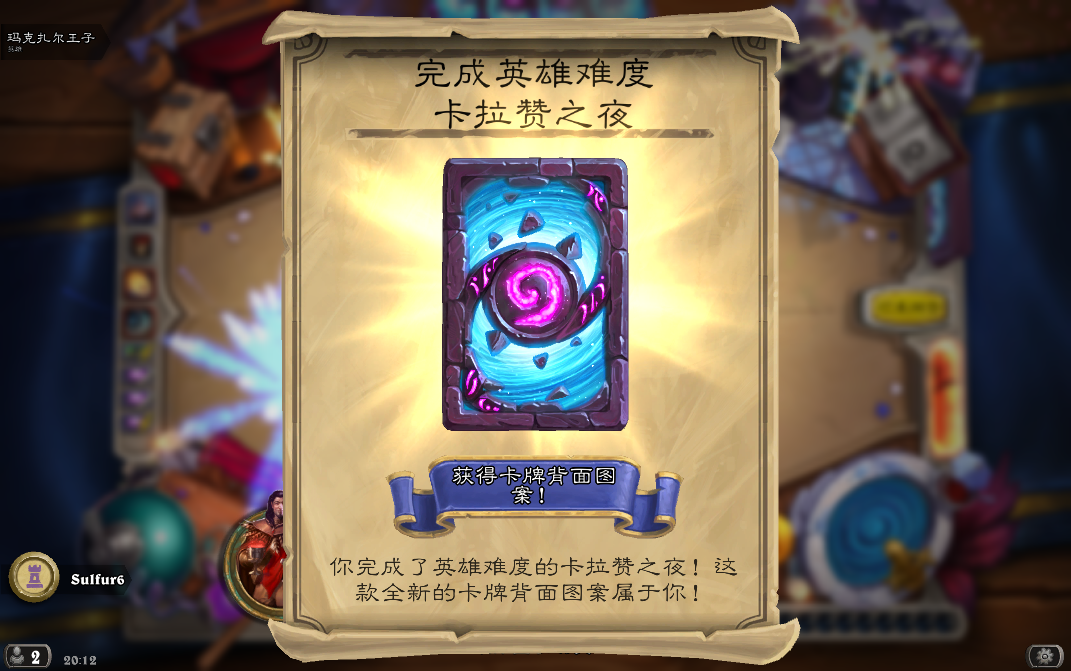 玛克扎尔王子
完成英雄难度
卡拉赞之夜
获得卡牌背面图
案！
你完成了英雄难度的卡拉赞之夜！这
款全新的卡牌背面图案属于你！
Sulfur6
2
20:12